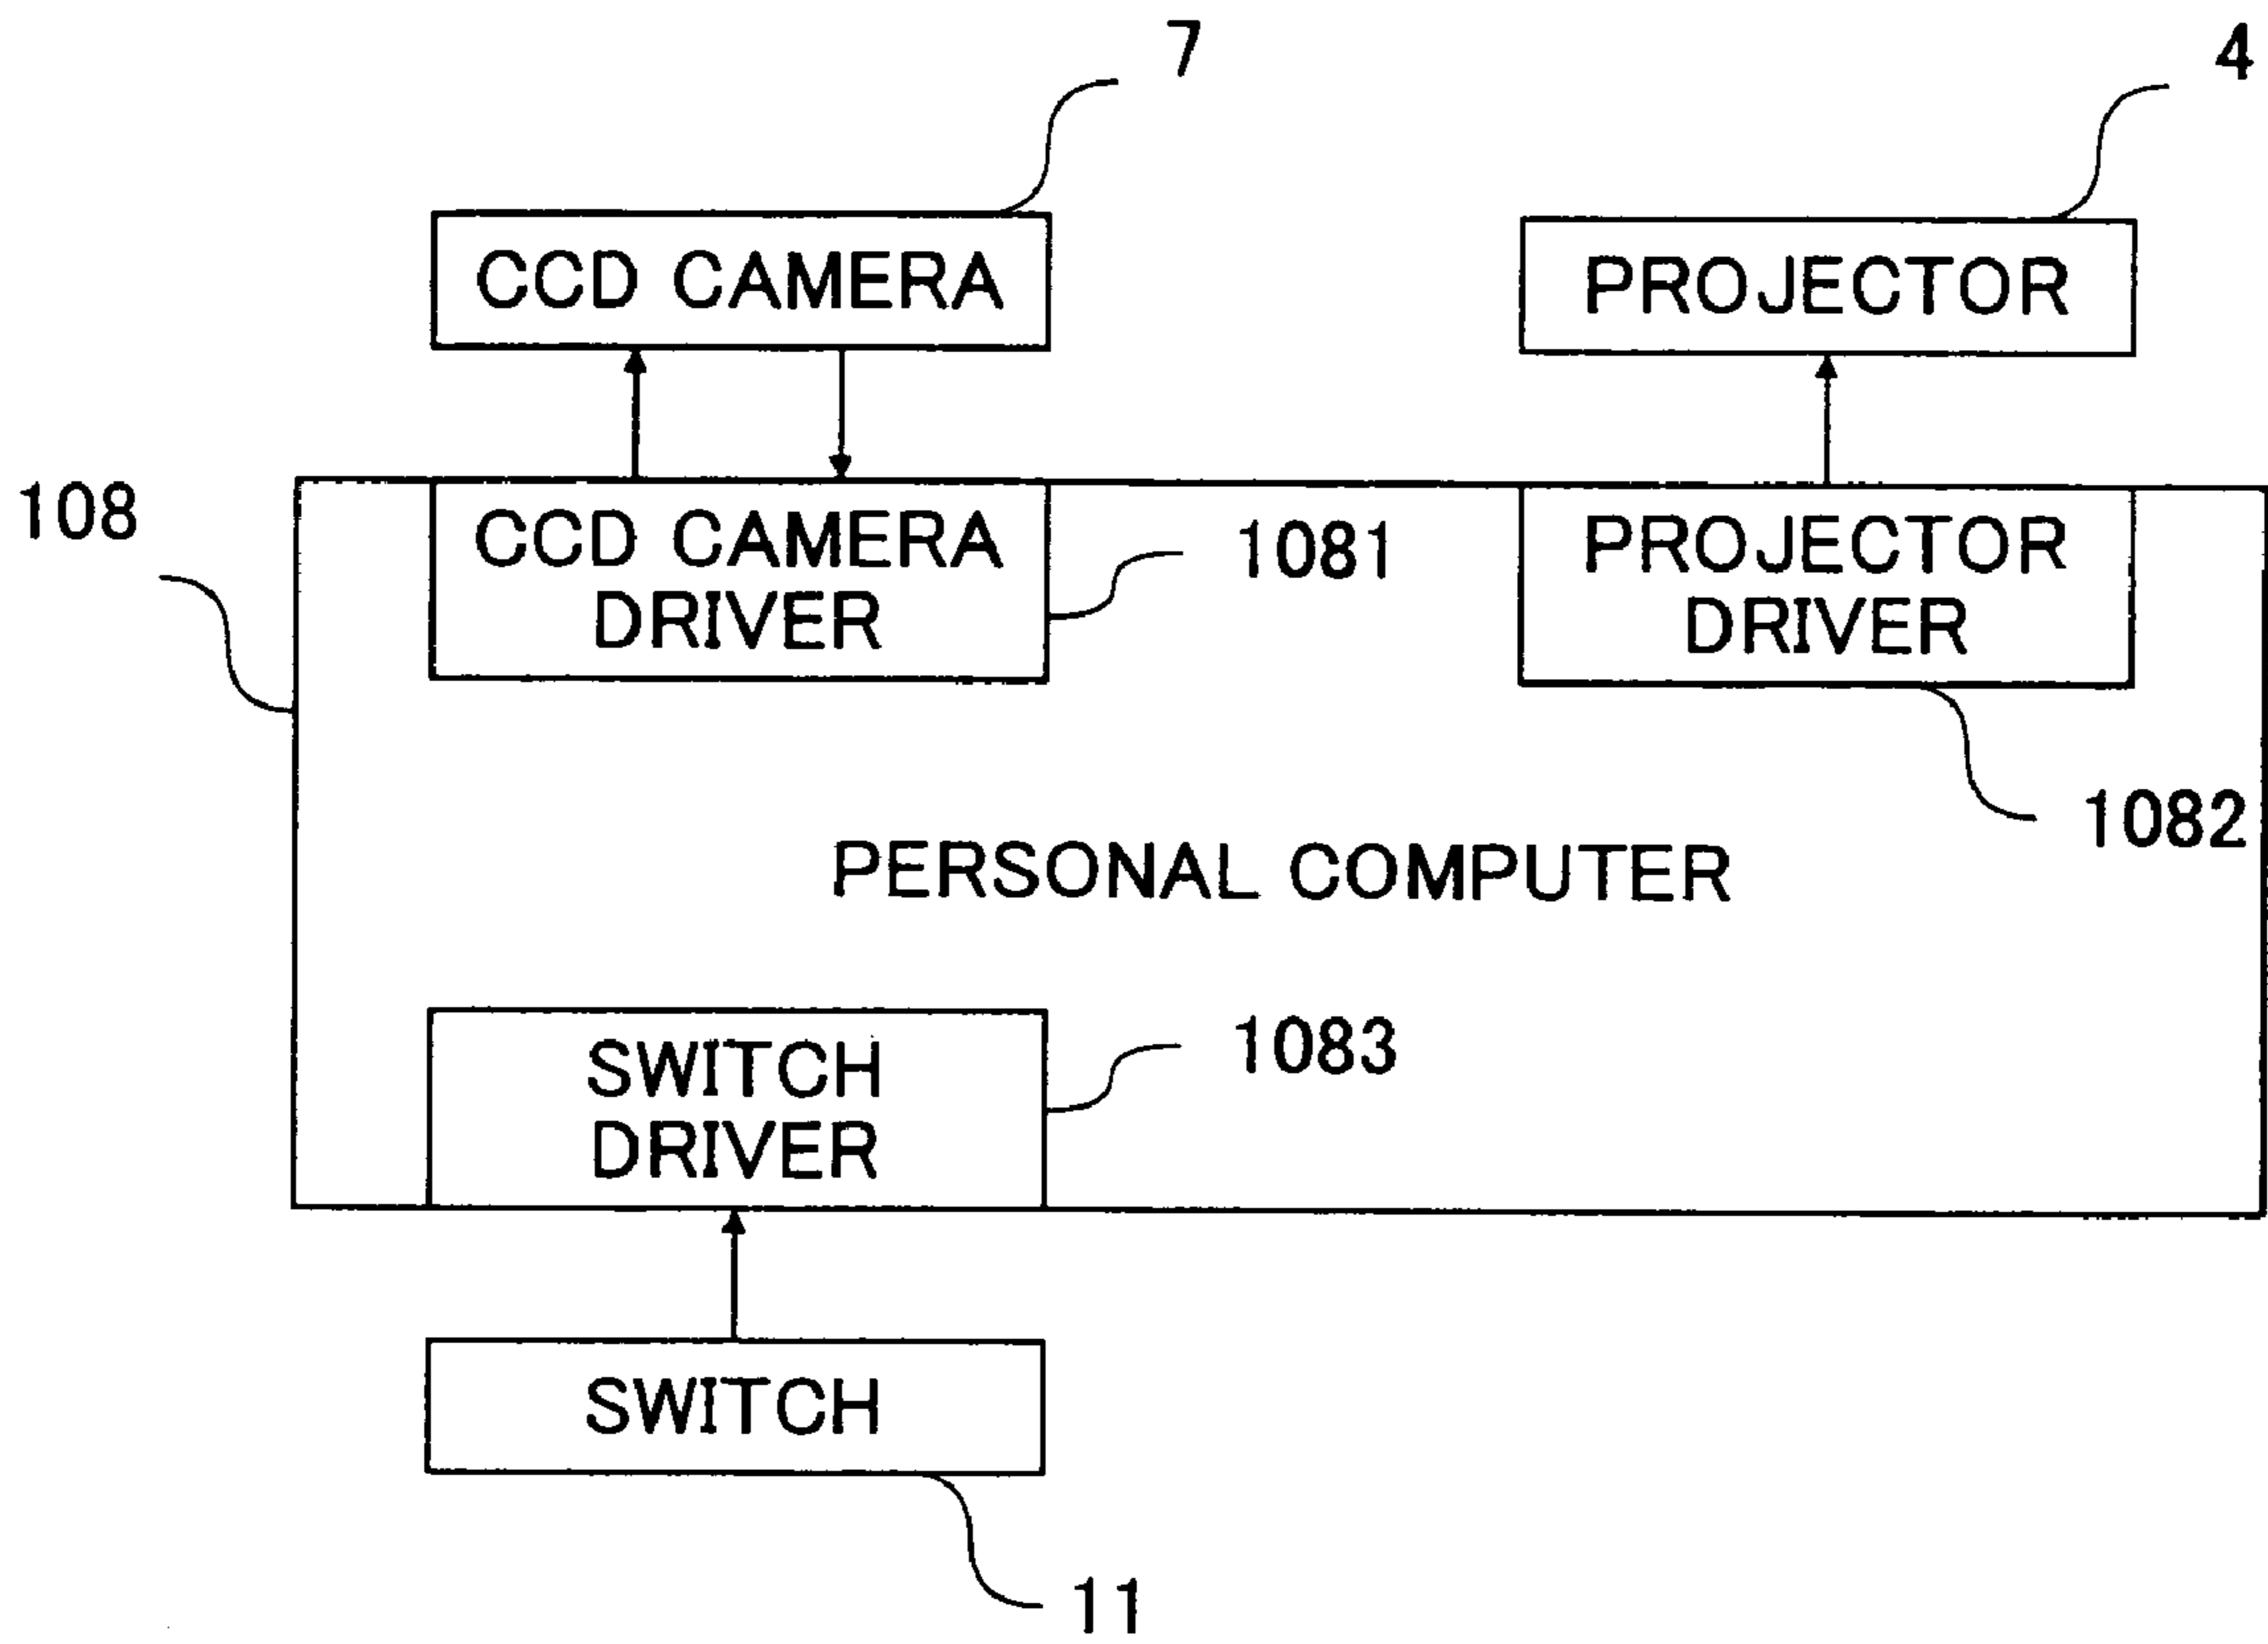 7
4
CCD CAMERA
PROJECTOR
108
CCD CAMERA
DRIVER
1081
PROJECTOR
DRIVER
1082
PERSONAL COMPUTER
SWITCH
DRIVER
1083
SWITCH
11